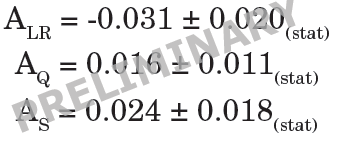 A_LR = -0.031 ± 0.020 (stat)
A_Q = 0.016 ± 0.011 (stat)
A_S = 0.024 ± 0.018 (stat)
PRELIMINARY